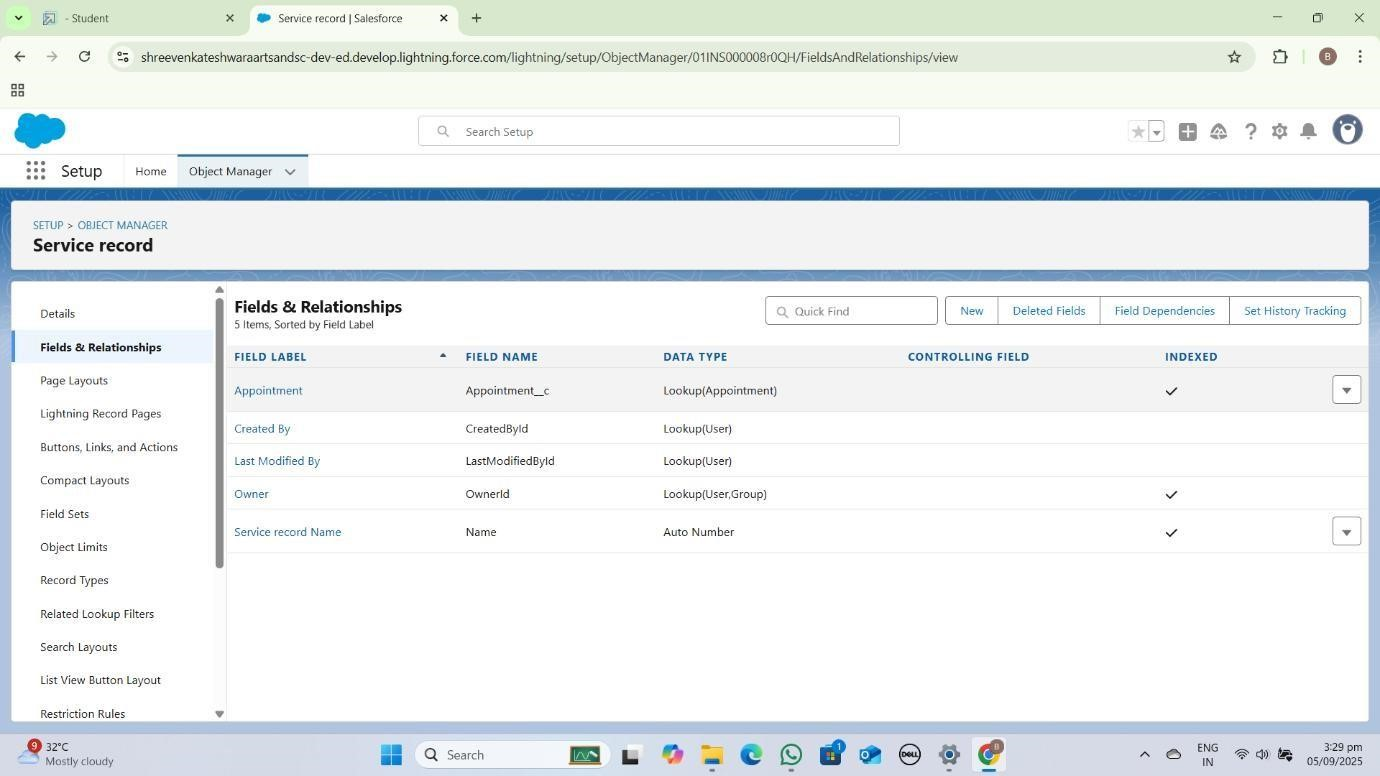 - Student
Service record | Salesforce
shreevenkateshwaraartsandsc-dev-ed.develop.lightning.force.com/lightning/setup/ObjectManager/01INS000008r0QH/FieldsAndRelationships/view
B
Search Setup
Setup
Home
Object Manager
SETUP > OBJECT MANAGER
Service record
Details
Fields & Relationships
Page Layouts
Lightning Record Pages
Buttons, Links, and Actions
Compact Layouts
Field Sets
Object Limits
Record Types
Related Lookup Filters
Search Layouts
List View Button Layout
Restriction Rules
Fields & Relationships
5 Items, Sorted by Field Label
Quick Find
New
Deleted Fields
Field Dependencies
Set History Tracking
FIELD LABEL FIELD NAME DATA TYPE CONTROLLING FIELD INDEXED
Appointment Appointment__c Lookup(Appointment)
Created By CreatedById Lookup(User)
Last Modified By LastModifiedById Lookup(User)
Owner OwnerId Lookup(User,Group)
Service record Name Name Auto Number
9
32°C
Mostly cloudy
Search
1
DELL
B
ENG
IN
3:29 pm
05/09/2025